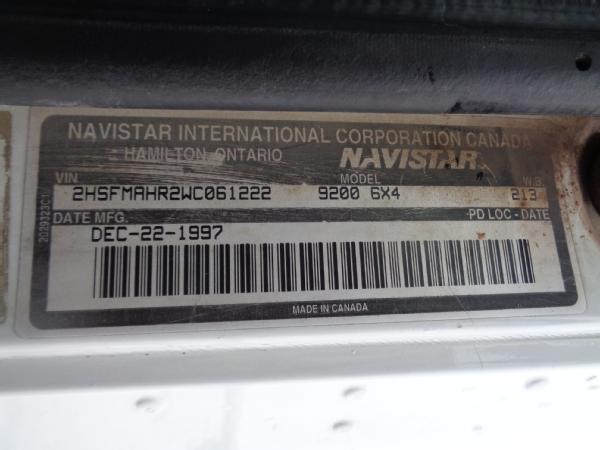 NAVISTAR INTERNATIONAL CORPORATION CANADA
HAMILTON, ONTARIO NAVISTAR
VIN MODEL W.B.
2HSFMAHR2WC061222 9200 6X4 213
DATE MFG. PD LOC - DATE
DEC-22-1997
MADE IN CANADA
2029323C1